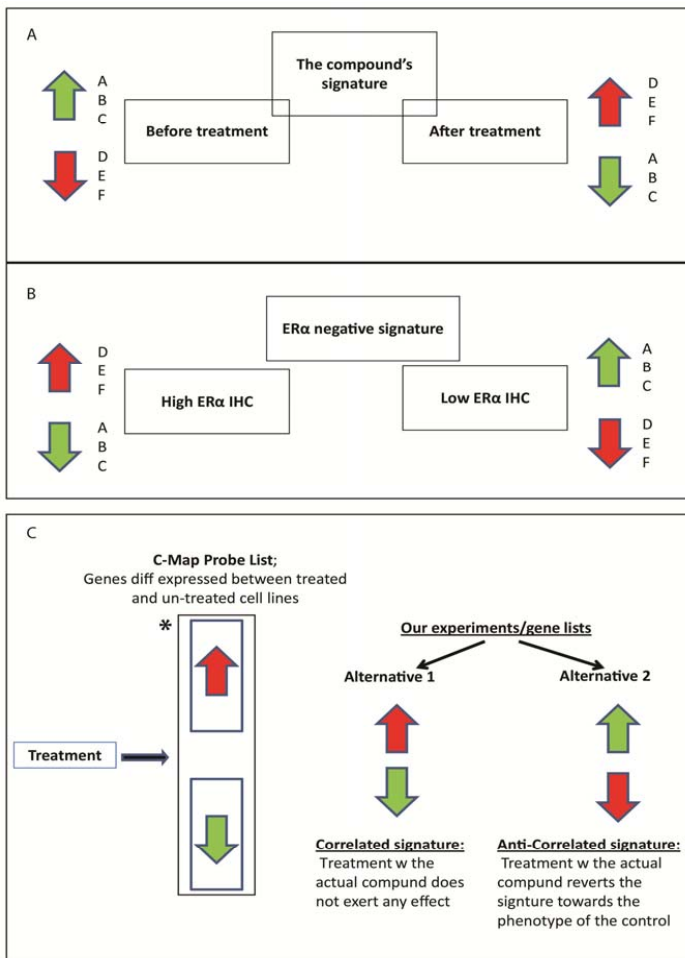 A
The compound's
signature
A
B
C
Before treatment
After treatment
D
E
F
D
E
F
A
B
C
B
ERα negative signature
D
E
F
High ERα IHC
Low ERα IHC
A
B
C
A
B
C
D
E
F
C
C-Map Probe List;
Genes diff expressed between treated
and un-treated cell lines
*
Our experiments/gene lists
Alternative 1
Alternative 2
Treatment
Correlated signature:
Treatment w the
actual compund does
not exert any effect
Anti-Correlated signature:
Treatment w the actual
compund reverts the
signture towards the
phenotype of the control